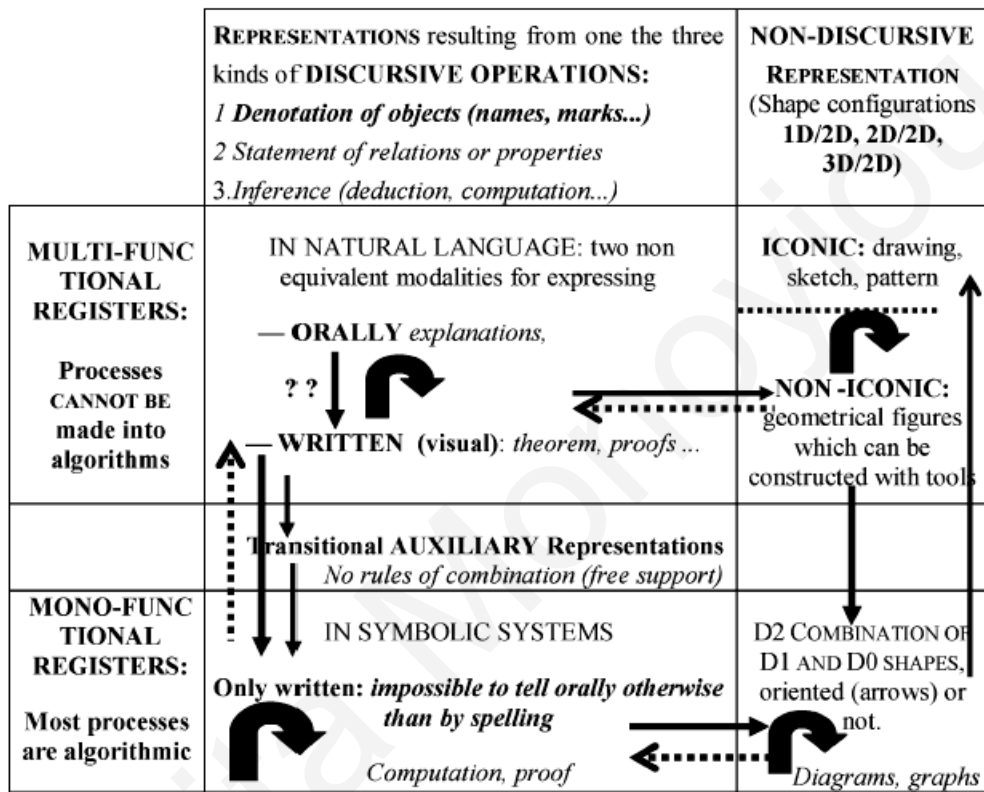 REPRESENTATIONS resulting from one the three
kinds of DISCURSIVE OPERATIONS:
1 Denotation of objects (names, marks...)
2 Statement of relations or properties
3.Inference (deduction, computation...)
NON-DISCURSIVE
REPRESENTATION
(Shape configurations
1D/2D, 2D/2D,
3D/2D)
MULTI-FUNC
TIONAL
REGISTERS:
Processes
CANNOT BE
made into
algorithms
IN NATURAL LANGUAGE: two non
equivalent modalities for expressing
— ORALLY explanations,
? ?
— WRITTEN (visual): theorem, proofs ...
ICONIC: drawing,
sketch, pattern
NON -ICONIC:
geometrical figures
which can be
constructed with tools
Transitional AUXILIARY Representations
No rules of combination (free support)
MONO-FUNC
TIONAL
REGISTERS:
Most processes
are algorithmic
IN SYMBOLIC SYSTEMS
Only written: impossible to tell orally otherwise
than by spelling
Computation, proof
D2 COMBINATION OF
D1 AND D0 SHAPES,
oriented (arrows) or
not.
Diagrams, graphs